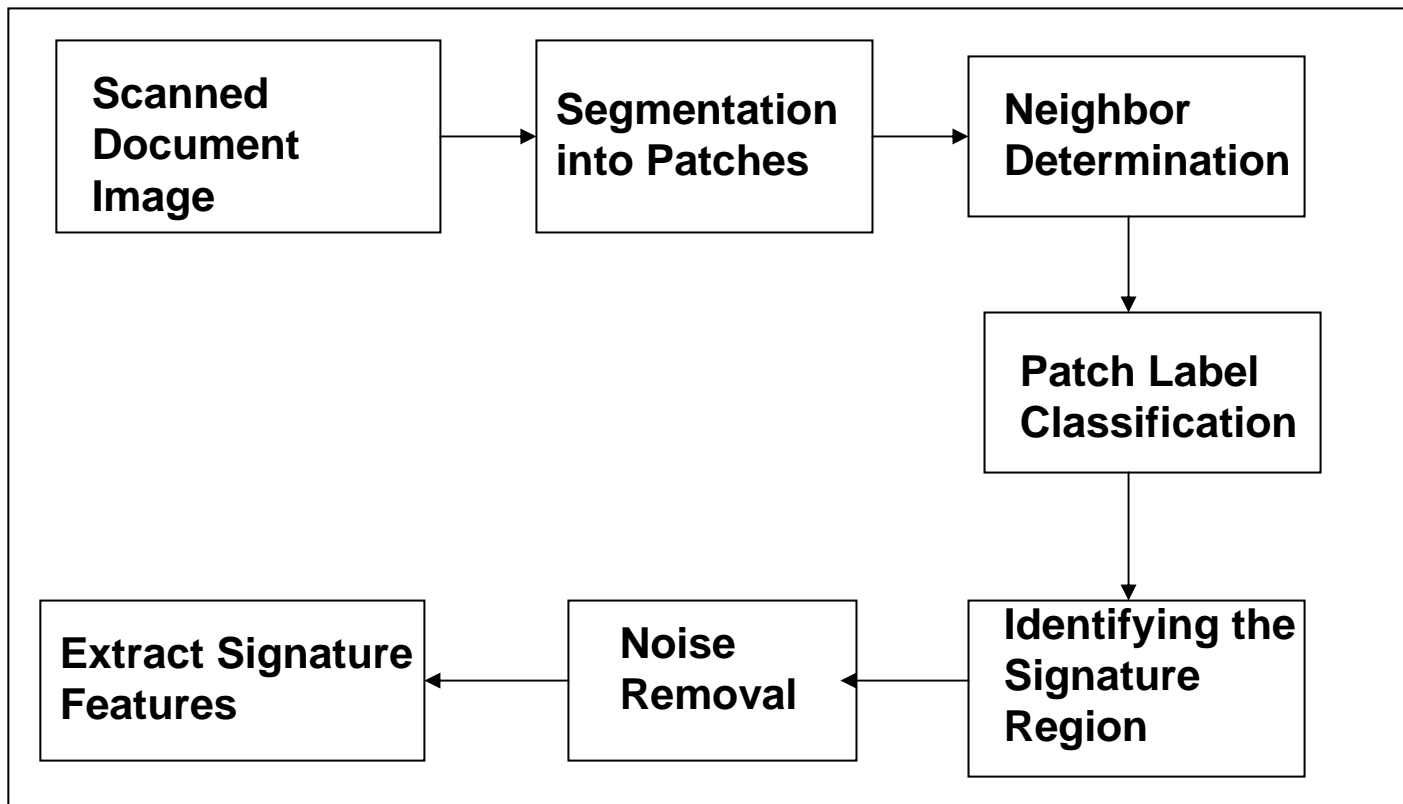 Scanned
Document
Image
Segmentation
into Patches
Neighbor
Determination
Patch Label
Classification
Identifying the
Signature
Region
Noise
Removal
Extract Signature
Features